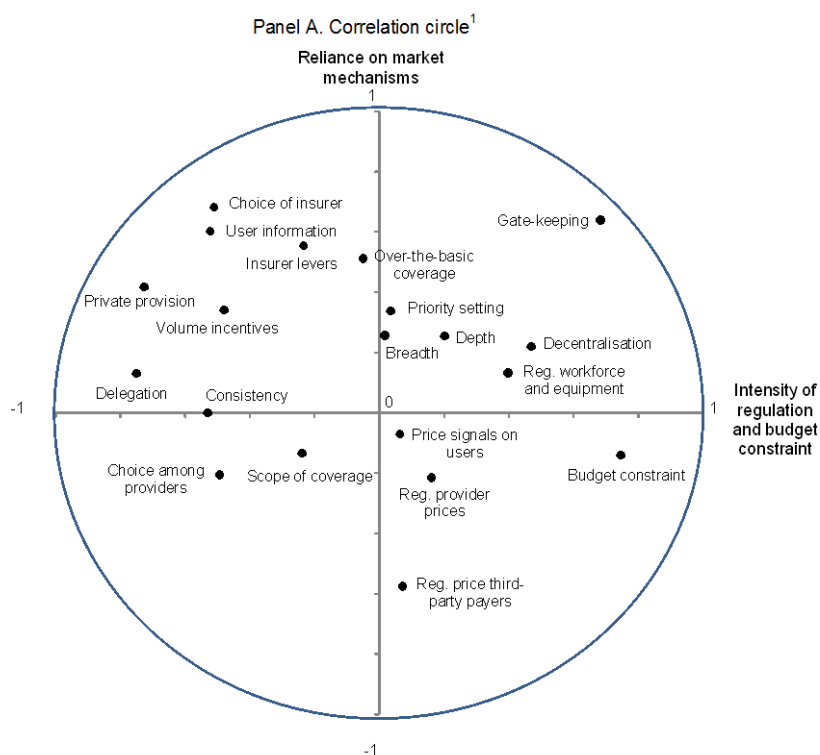 Panel A. Correlation circle1
Reliance on market
mechanisms
1
Choice of insurer
Gate-keeping
User information
Over-the-basic
coverage
Insurer levers
Private provision
Priority setting
Volume incentives
Depth
Decentralisation
Breadth
Reg. workforce
and equipment
Delegation
Consistency
-1
0
1
Intensity of
regulation
and budget
constraint
Price signals on
users
Choice among
providers
Scope of coverage
Budget constraint
Reg. provider
prices
Reg. price third-
party payers
-1